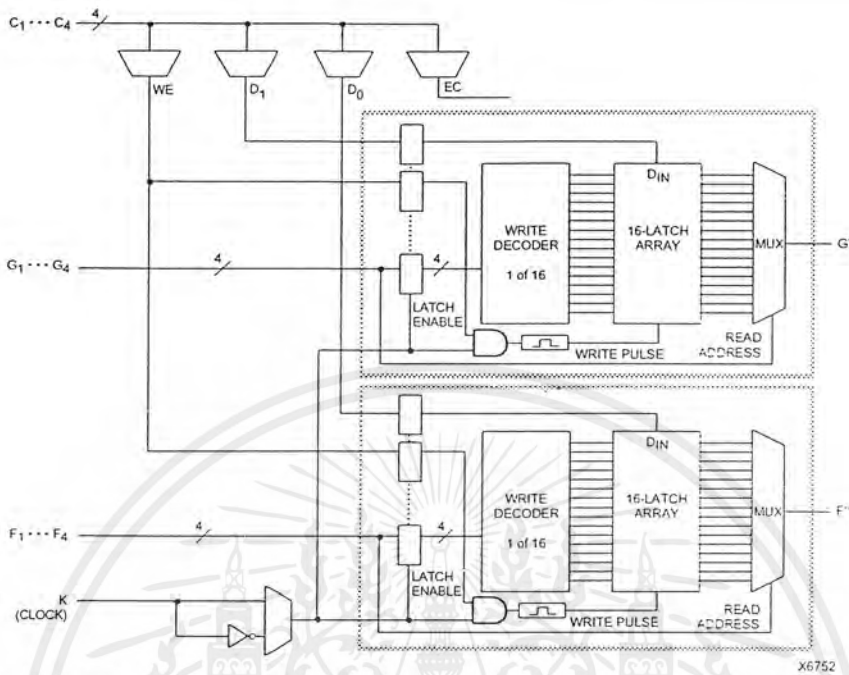 C1 ··· C4 4
WE D1 D0 EC
DIN
WRITE DECODER 1 of 16
16-LATCH ARRAY
MUX
G'
G1 ··· G4 4 4
LATCH ENABLE
WRITE PULSE
READ ADDRESS
DIN
WRITE DECODER 1 of 16
16-LATCH ARRAY
MUX
F'
F1 ··· F4 4 4
LATCH ENABLE
K
(CLOCK)
WRITE PULSE
READ ADDRESS
X6752